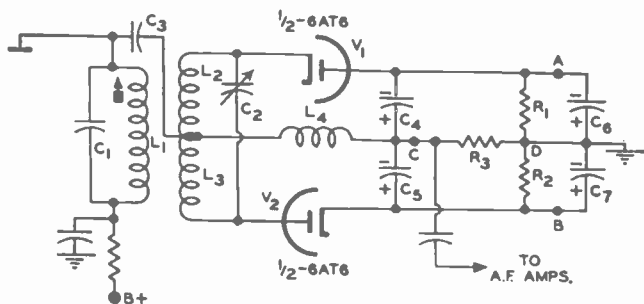 1/2-6AT6
C3
V1
A
L2
C2
L4
C4
R1
C6
C1
L1
C
R3
D
L3
V2
C5
R2
C7
1/2-6AT6
B
TO
A.F. AMPS.
B+